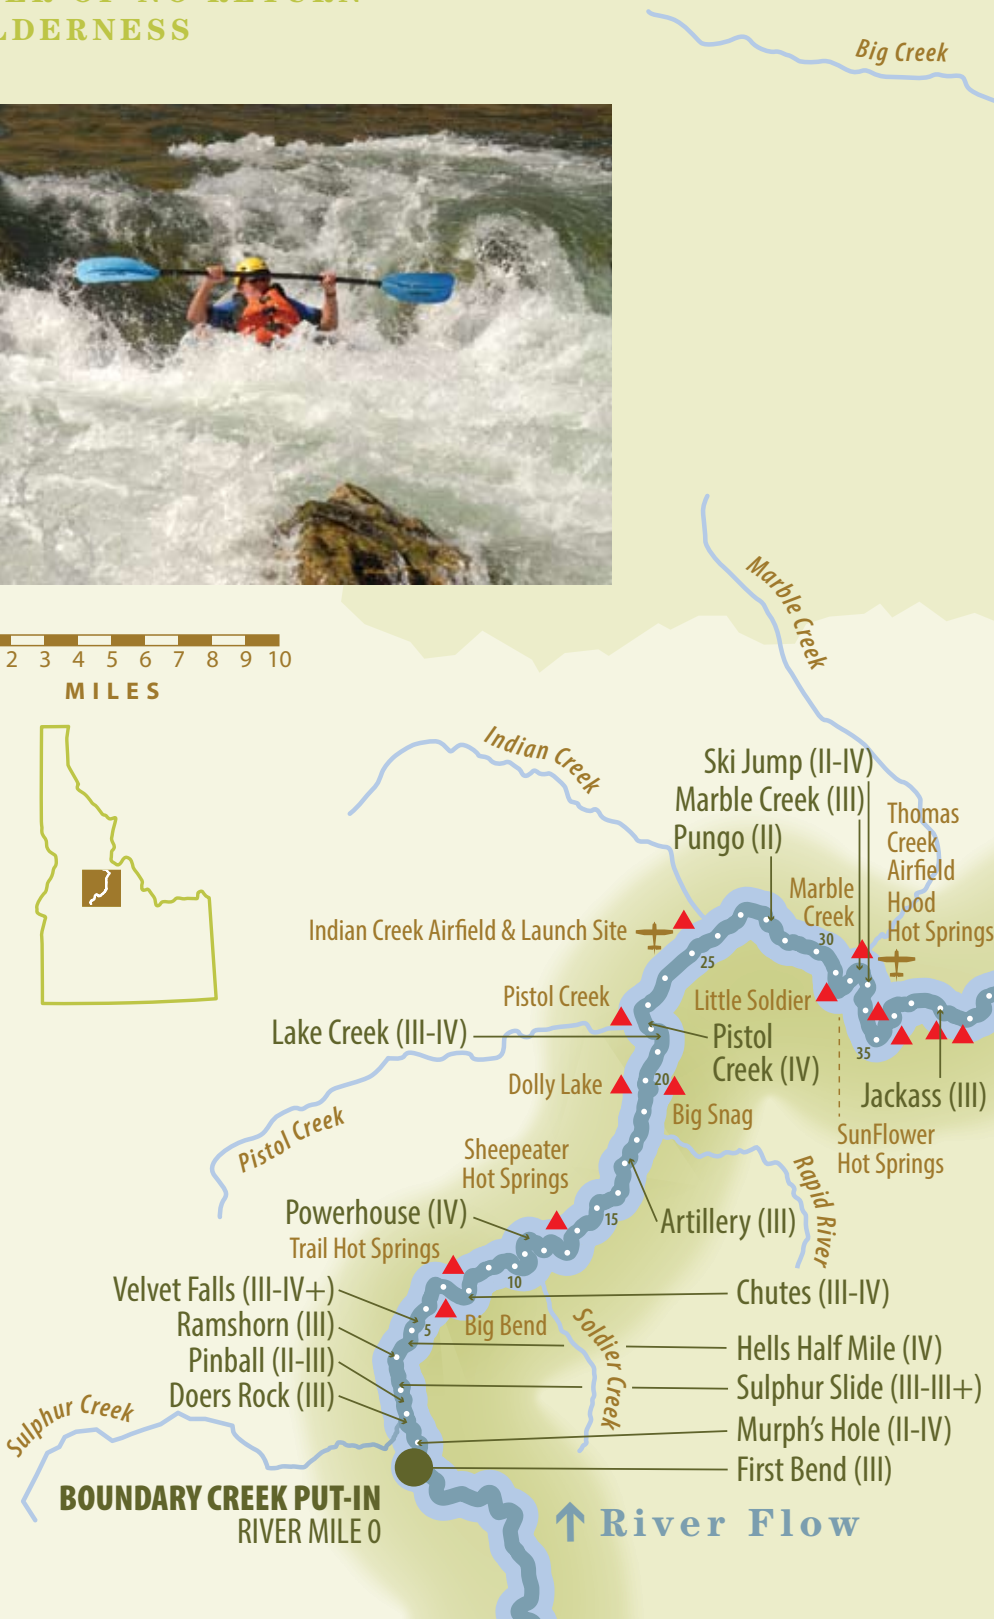 LDERNESS
Big Creek
2 3 4 5 6 7 8 9 10
MILES
Marble Creek
Indian Creek
Ski Jump (II-IV)
Marble Creek (III)
Pungo (II)
Thomas
Creek
Airfield
Hood
Hot Springs
Marble
Creek
30
Indian Creek Airfield & Launch Site
25
Pistol Creek
Little Soldier
Lake Creek (III-IV)
Pistol
Creek (IV)
35
Dolly Lake
20
Big Snag
Jackass (III)
Pistol Creek
SunFlower
Hot Springs
Sheepeater
Hot Springs
Rapid River
Powerhouse (IV)
15
Artillery (III)
Trail Hot Springs
10
Velvet Falls (III-IV+)
Chutes (III-IV)
Ramshorn (III)
5
Big Bend
Soldier Creek
Hells Half Mile (IV)
Pinball (II-III)
Sulphur Slide (III-III+)
Doers Rock (III)
Sulphur Creek
Murph's Hole (II-IV)
First Bend (III)
BOUNDARY CREEK PUT-IN
RIVER MILE 0
River Flow